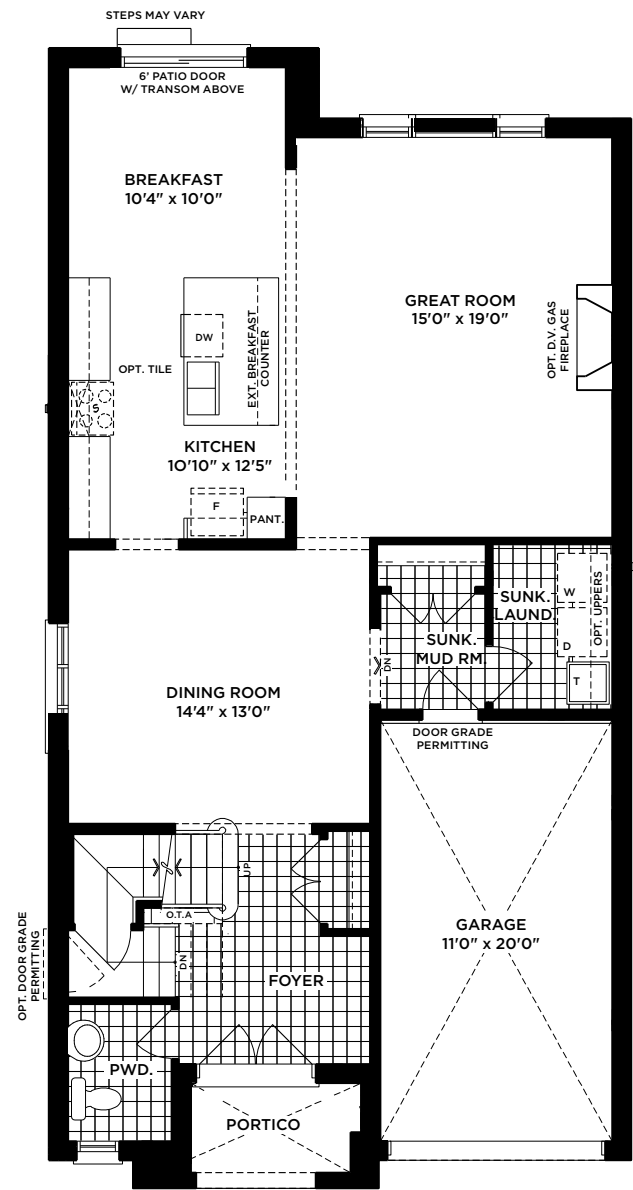 STEPS MAY VARY
6' PATIO DOOR
W/ TRANSOM ABOVE
BREAKFAST
10'4" x 10'0"
GREAT ROOM
15'0" x 19'0"
OPT. D.V. GAS
FIREPLACE
DW
EXT. BREAKFAST
COUNTER
OPT. TILE
S
KITCHEN
10'10" x 12'5"
F
PANT.
SUNK.
LAUND.
W
D
OPT. UPPERS
T
SUNK.
MUD RM.
DN
DINING ROOM
14'4" x 13'0"
DOOR GRADE
PERMITTING
UP
O.T.A
OPT. DOOR GRADE
PERMITTING
DN
FOYER
GARAGE
11'0" x 20'0"
PWD.
PORTICO